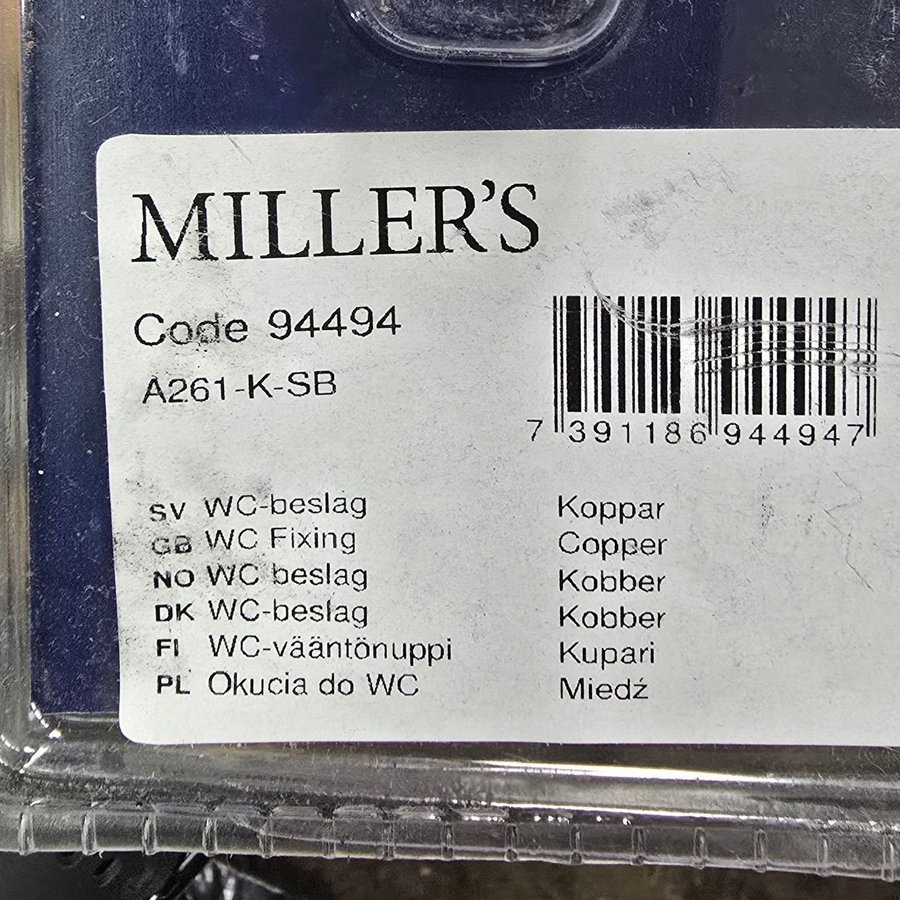 MILLER'S
Code 94494
A261-K-SB
7 391186 944947
SV WC-beslag Koppar
GB WC Fixing Copper
NO WC beslag Kobber
DK WC-beslag Kobber
FI WC-vääntönuppi Kupari
PL Okucia do WC Miedź